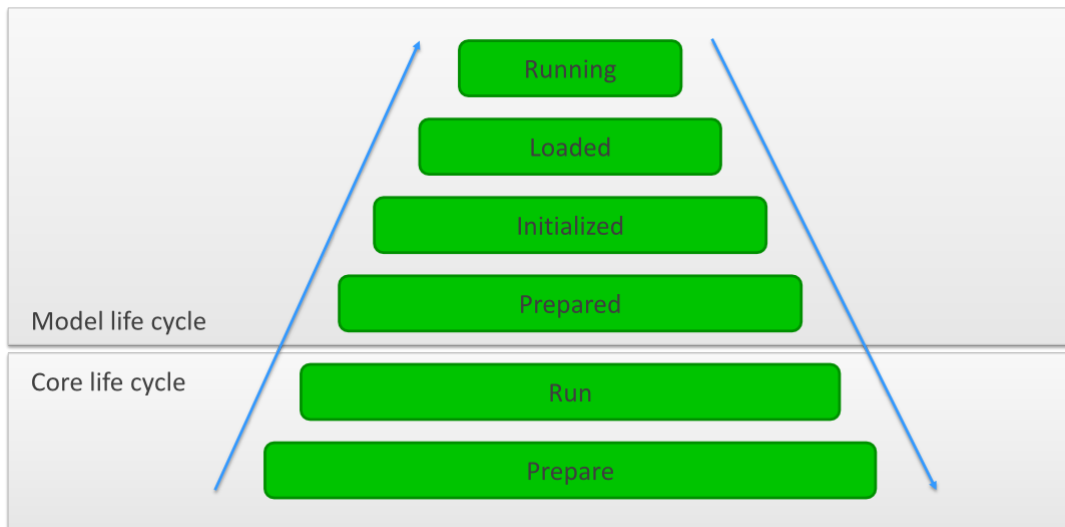 Running
Loaded
Initialized
Prepared
Model life cycle
Core life cycle
Run
Prepare